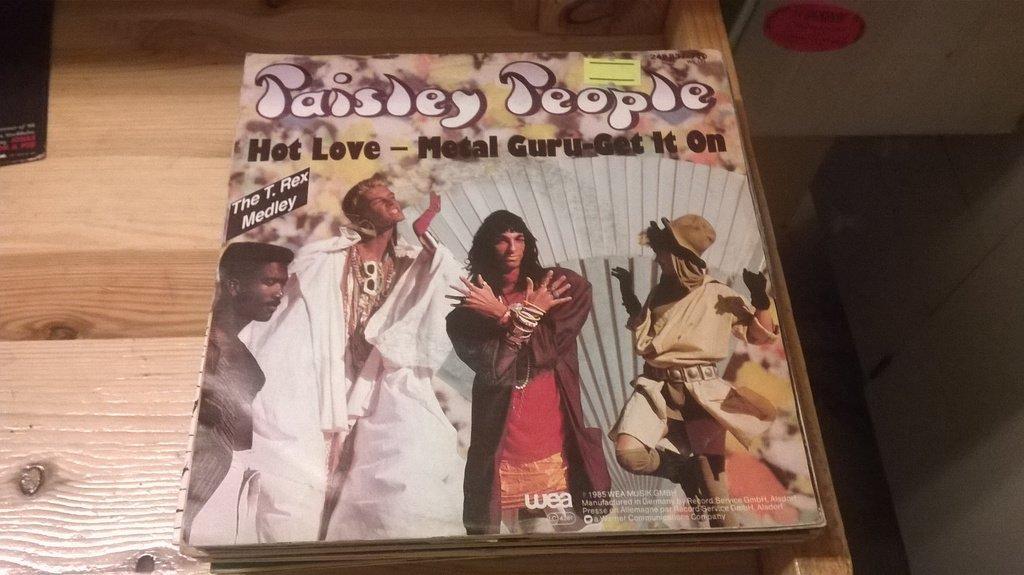 Paisley People
Hot Love – Metal Guru-Get It On
The T. Rex
Medley
wea
℗ 1985 WEA MUSIK GMBH
Manufactured in Germany by Record Service GmbH, Alsdorf
Presse en Allemagne par Record Service GmbH, Alsdorf
a Warner Communications Company